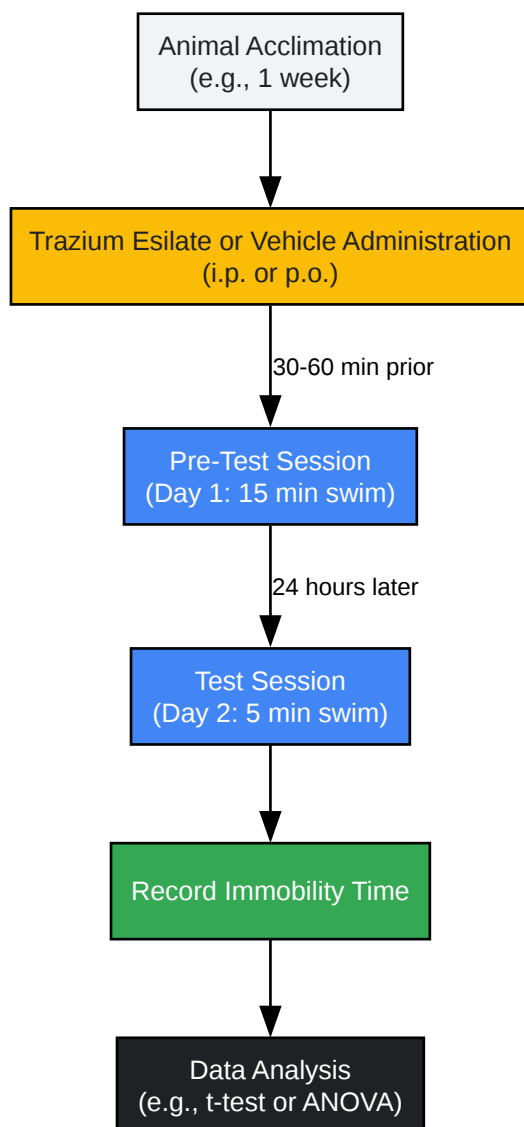 Animal Acclimation
(e.g., 1 week)
Trazium Esilate or Vehicle Administration
(i.p. or p.o.)
30-60 min prior
Pre-Test Session
(Day 1: 15 min swim)
24 hours later
Test Session
(Day 2: 5 min swim)
Record Immobility Time
Data Analysis
(e.g., t-test or ANOVA)